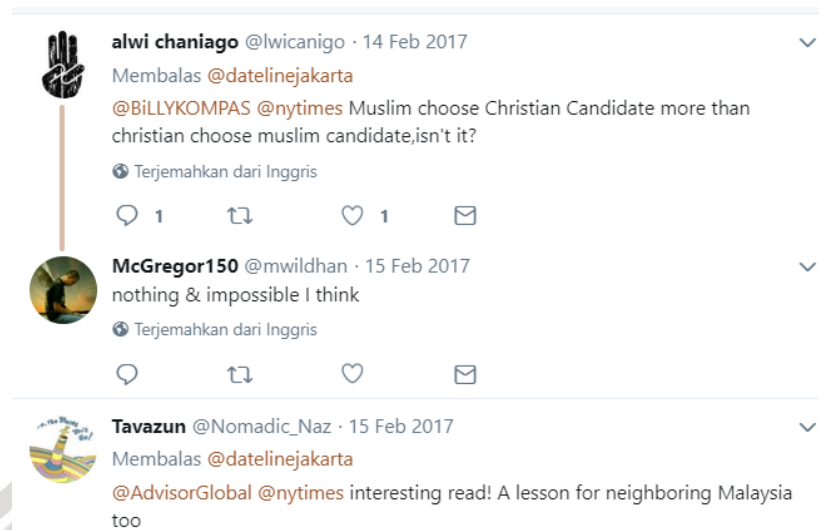 alwi chaniago @lwicanigo · 14 Feb 2017
Membalas @datelinejakarta
@BiLLYKOMPAS @nytimes Muslim choose Christian Candidate more than
christian choose muslim candidate,isn't it?
Terjemahkan dari Inggris
1 1
McGregor150 @mwildhan · 15 Feb 2017
nothing & impossible I think
Terjemahkan dari Inggris
Tavazun @Nomadic_Naz · 15 Feb 2017
Membalas @datelinejakarta
@AdvisorGlobal @nytimes interesting read! A lesson for neighboring Malaysia
too